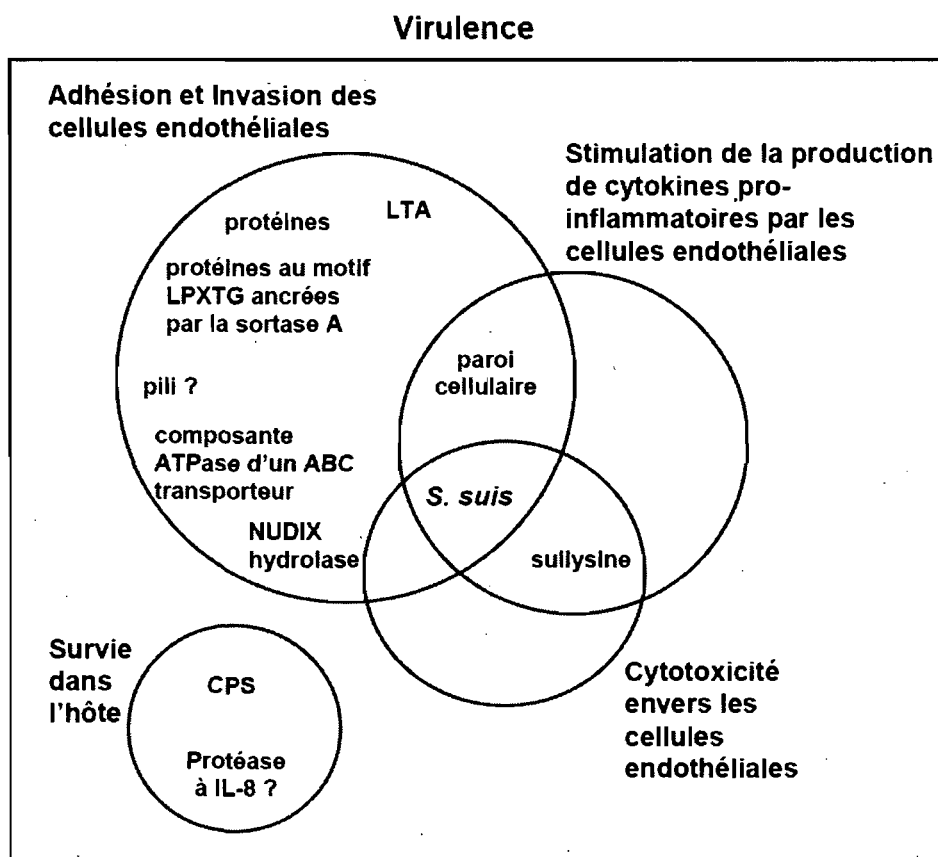 Virulence
Adhésion et Invasion des
cellules endothéliales
Stimulation de la production
de cytokines pro-
inflammatoires par les
cellules endothéliales
LTA
protéines
protéines au motif
LPXTG ancrées
par la sortase A
paroi
cellulaire
pili ?
composante
ATPase d'un ABC
transporteur
S. suis
NUDIX
hydrolase
suilysine
Survie
dans
l'hôte
CPS
Protéase
à IL-8 ?
Cytotoxicité
envers les
cellules
endothéliales